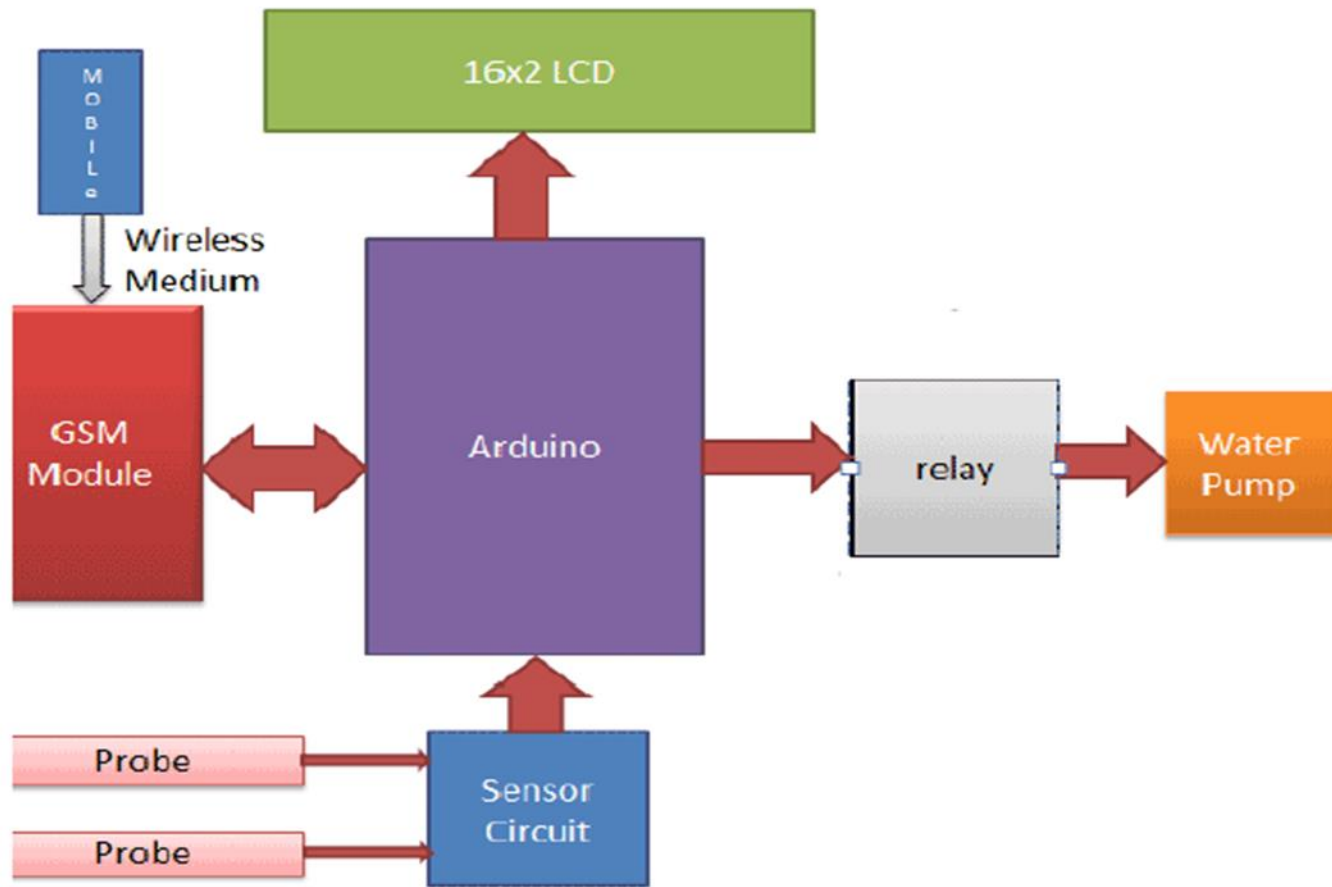 16x2 LCD
M
O
B
I
L
e
Wireless
Medium
GSM
Module
Arduino
relay
Water
Pump
Probe
Sensor
Circuit
Probe